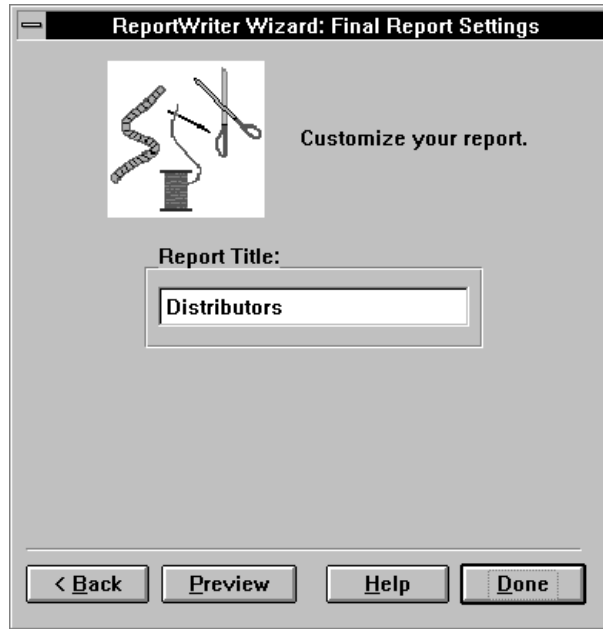 ReportWriter Wizard: Final Report Settings
Customize your report.
Report Title:
Distributors
< Back Preview Help Done